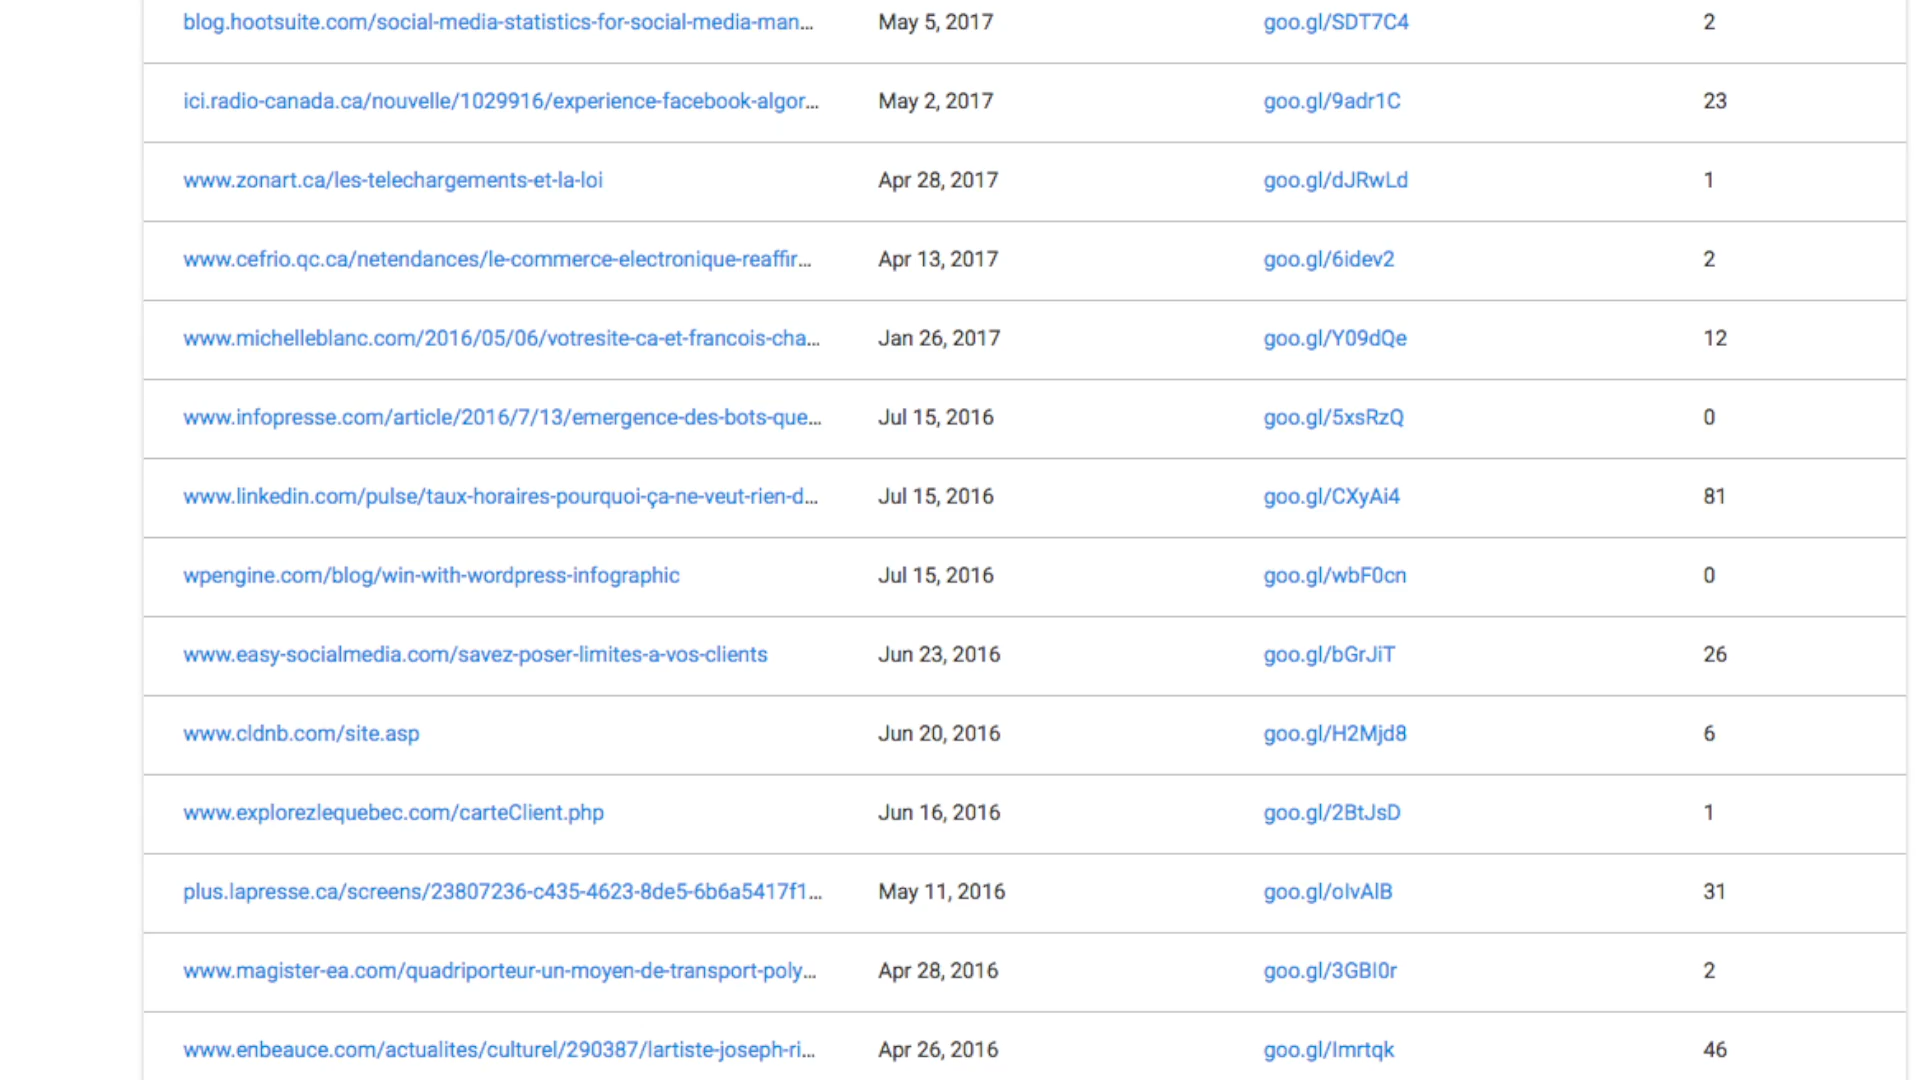 blog.hootsuite.com/social-media-statistics-for-social-media-man... May 5, 2017 goo.gl/SDT7C4 2
ici.radio-canada.ca/nouvelle/1029916/experience-facebook-algor... May 2, 2017 goo.gl/9adr1C 23
www.zonart.ca/les-telechargements-et-la-loi Apr 28, 2017 goo.gl/dJRwLd 1
www.cefrio.qc.ca/netendances/le-commerce-electronique-reaffir... Apr 13, 2017 goo.gl/6idev2 2
www.michelleblanc.com/2016/05/06/votresite-ca-et-francois-cha... Jan 26, 2017 goo.gl/Y09dQe 12
www.infopresse.com/article/2016/7/13/emergence-des-bots-que... Jul 15, 2016 goo.gl/5xsRzQ 0
www.linkedin.com/pulse/taux-horaires-pourquoi-ça-ne-veut-rien-d... Jul 15, 2016 goo.gl/CXyAi4 81
wpengine.com/blog/win-with-wordpress-infographic Jul 15, 2016 goo.gl/wbF0cn 0
www.easy-socialmedia.com/savez-poser-limites-a-vos-clients Jun 23, 2016 goo.gl/bGrJiT 26
www.cldnb.com/site.asp Jun 20, 2016 goo.gl/H2Mjd8 6
www.explorezlequebec.com/carteClient.php Jun 16, 2016 goo.gl/2BtJsD 1
plus.lapresse.ca/screens/23807236-c435-4623-8de5-6b6a5417f1... May 11, 2016 goo.gl/oIvAlB 31
www.magister-ea.com/quadriporteur-un-moyen-de-transport-poly... Apr 28, 2016 goo.gl/3GBI0r 2
www.enbeauce.com/actualites/culturel/290387/lartiste-joseph-ri... Apr 26, 2016 goo.gl/Imrtqk 46